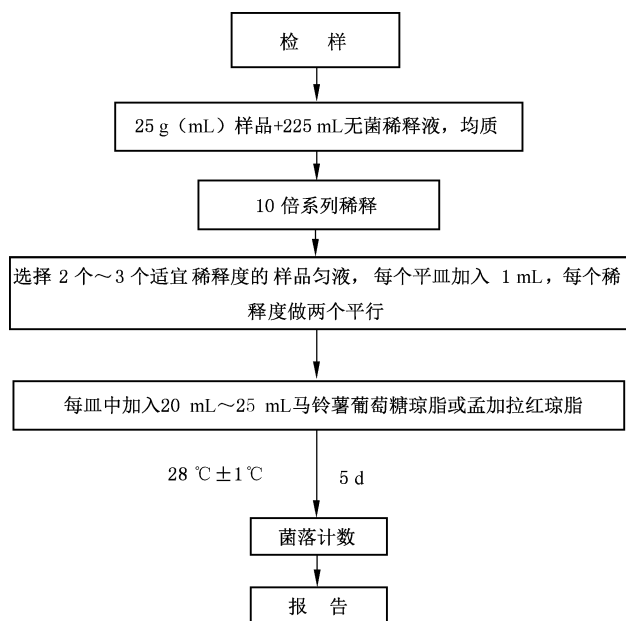 检 样
25 g（mL）样品+225 mL无菌稀释液，均质
10 倍系列稀释
选择 2 个～3 个适宜稀释度的样品匀液，每个平皿加入 1 mL，每个稀
释度做两个平行
每皿中加入20 mL～25 mL马铃薯葡萄糖琼脂或孟加拉红琼脂
28 ℃±1℃ 5 d
菌落计数
报 告